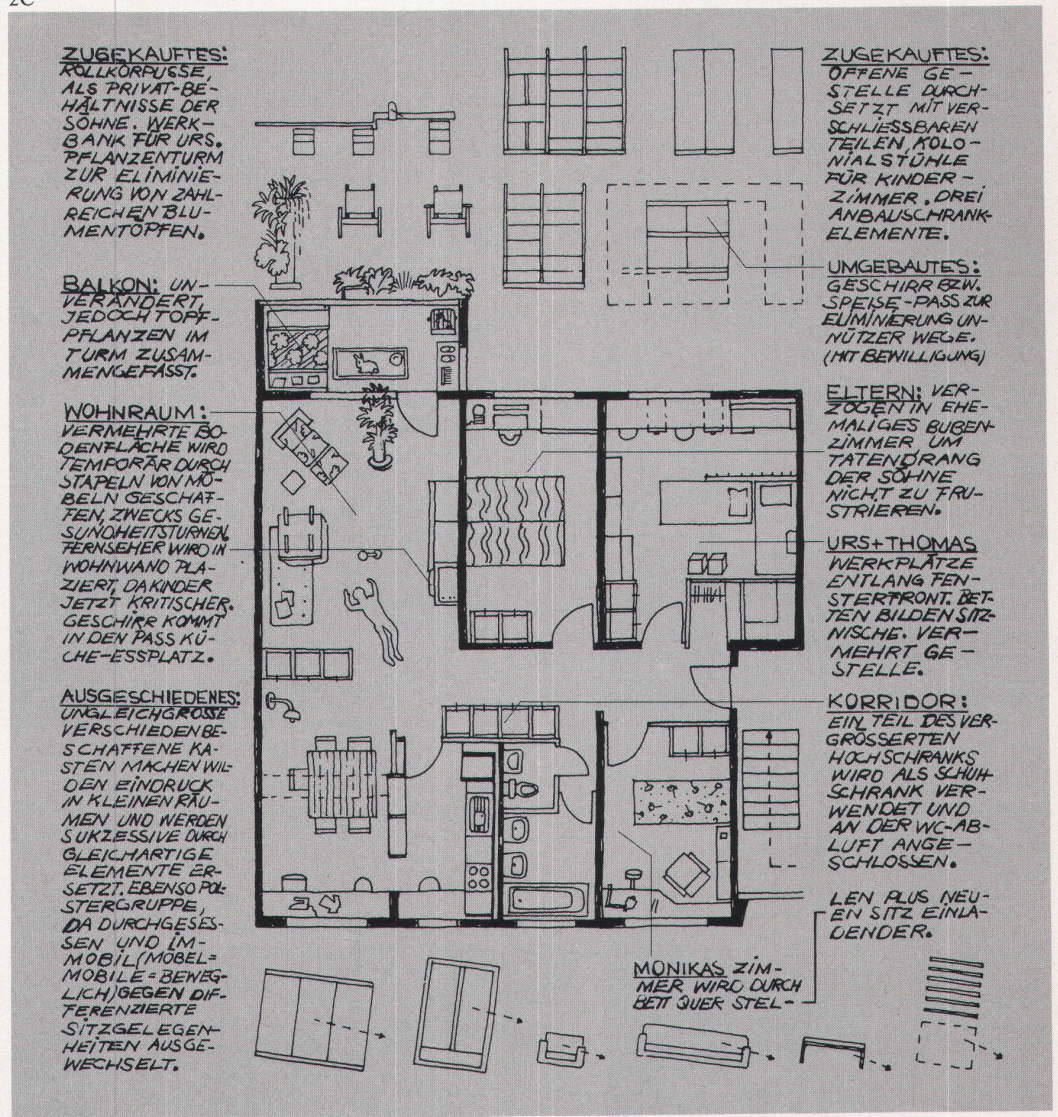 2C
ZUGEKAUFTES:
ROLLKORPUSSE,
ALS PRIVAT-BE-
HÄLTNISSE DER
SÖHNE. WERK-
BANK FÜR URS.
PFLANZENTURM
ZUR ELIMINIE-
RUNG VON ZAHL-
REICHEN BLU-
MENTÖPFEN.
BALKON: UN-
VERÄNDERT,
JEDOCH TOPF-
PFLANZEN IM
TURM ZUSAM-
MENGEFASST.
WOHNRAUM:
VERMEHRTE BO-
DENFLÄCHE WIRD
TEMPORÄR DURCH
STAPELN VON MÖ-
BELN GESCHAF-
FEN, ZWECKS GE-
SUNDHEITSTURNEN.
FERNSEHER WIRD IN
WOHNWAND PLA-
ZIERT, DA KINDER
JETZT KRITISCHER.
GESCHIRR KOMMT
IN DEN PASS KÜ-
CHE-ESSPLATZ.
AUSGESCHIEDENES:
UNGLEICHGROSSE
VERSCHIEDENBE-
SCHAFFENE KA-
STEN MACHEN WIL-
DEN EINDRUCK
IN KLEINEN RÄU-
MEN UND WERDEN
SUKZESSIVE DURCH
GLEICHARTIGE
ELEMENTE ER-
SETZT. EBENSO POL-
STERGRUPPE,
DA DURCHGESES-
SEN UND IM-
MOBIL (MÖBEL=
MOBILE=BEWEG-
LICH) GEGEN DIF-
FERENZIERTE
SITZGELEGEN-
HEITEN AUSGE-
WECHSELT.
ZUGEKAUFTES:
OFFENE GE-
STELLE DURCH-
SETZT MIT VER-
SCHLIESSBAREN
TEILEN, KOLO-
NIALSTÜHLE
FÜR KINDER-
ZIMMER. DREI
ANBAUSCHRANK-
ELEMENTE.
UMGEBAUTES:
GESCHIRR BZW.
SPEISE-PASS ZUR
ELIMINIERUNG UN-
NÜTZER WEGE.
(MIT BEWILLIGUNG)
ELTERN: VER-
ZOGEN IN EHE-
MALIGES BUBEN-
ZIMMER UM
TATENDRANG
DER SÖHNE
NICHT ZU FRU-
STRIEREN.
URS+THOMAS
WERKPLÄTZE
ENTLANG FEN-
STERFRONT. BET-
TEN BILDEN SITZ-
NISCHE. VER-
MEHRT GE-
STELLE.
KORRIDOR:
EIN TEIL DES VER-
GRÖSSERTEN
HOCHSCHRANKS
WIRD ALS SCHUH-
SCHRANK VER-
WENDET UND
AN DER WC-AB-
LUFT ANGE-
SCHLOSSEN.
MONIKAS ZIM-
MER WIRD DURCH
BETT QUER STEL-
LEN PLUS NEU-
EN SITZ EINLA-
DENDER.